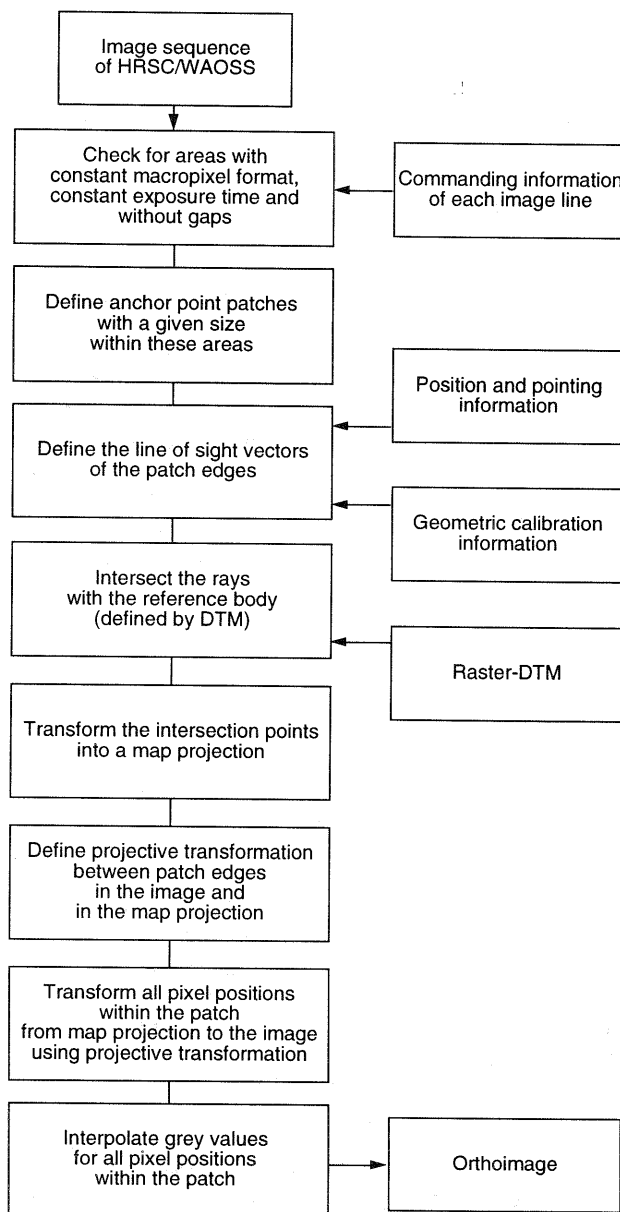 Image sequence
of HRSC/WAOSS
Check for areas with
constant macropixel format,
constant exposure time and
without gaps
Commanding information
of each image line
Define anchor point patches
with a given size
within these areas
Position and pointing
information
Define the line of sight vectors
of the patch edges
Geometric calibration
information
Intersect the rays
with the reference body
(defined by DTM)
Raster-DTM
Transform the intersection points
into a map projection
Define projective transformation
between patch edges
in the image and
in the map projection
Transform all pixel positions
within the patch
from map projection to the image
using projective transformation
Interpolate grey values
for all pixel positions
within the patch
Orthoimage